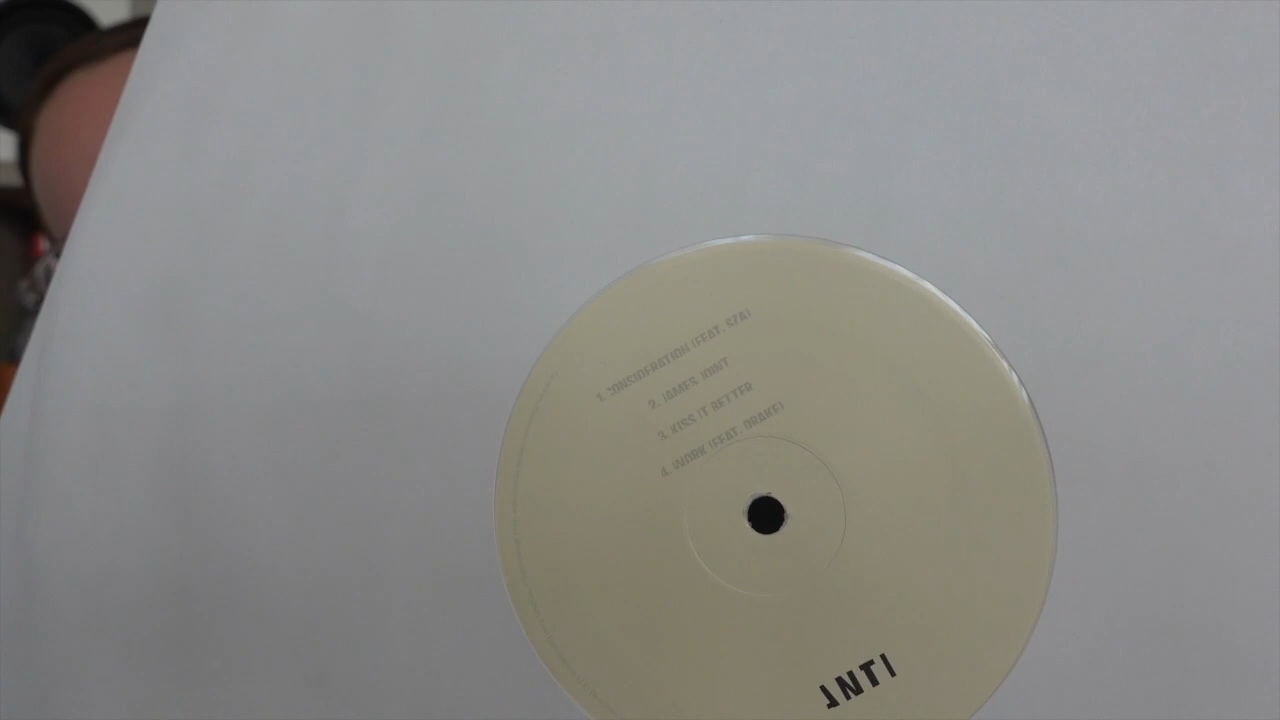 1. CONSIDERATION (FEAT. SZA)
2. JAMES JOINT
3. KISS IT BETTER
4. WORK (FEAT. DRAKE)
ANTI